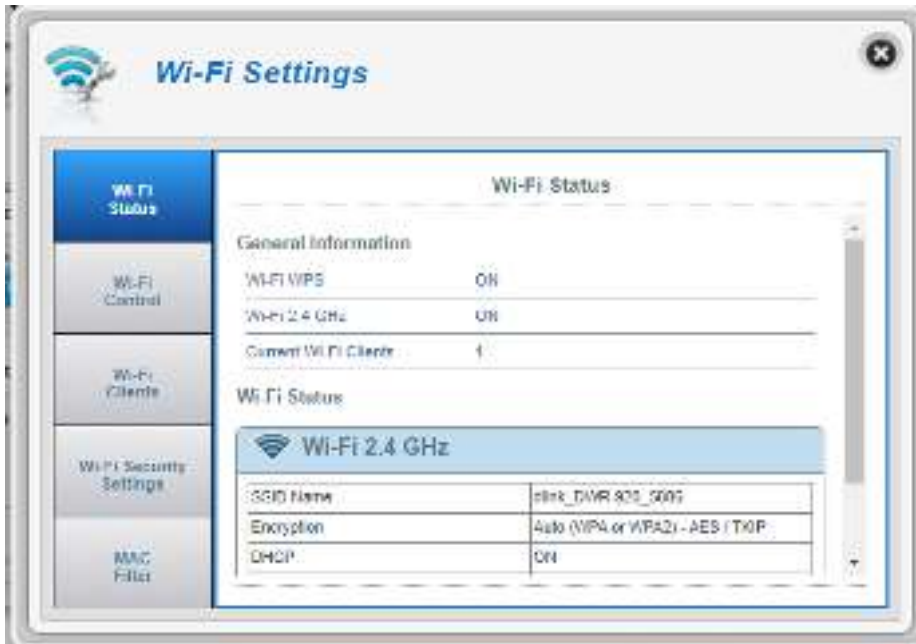 Wi-Fi Settings
Wi-Fi
Status
Wi-Fi
Control
Wi-Fi
Clients
Wi-Fi Security
Settings
MAC
Filter
Wi-Fi Status
General Information
Wi-Fi WPS ON
Wi-Fi 2.4 GHz ON
Current Wi-Fi Clients 1
Wi-Fi Status
Wi-Fi 2.4 GHz
SSID Name
Encryption Auto (WPA or WPA2) - AES / TKIP
DHCP ON